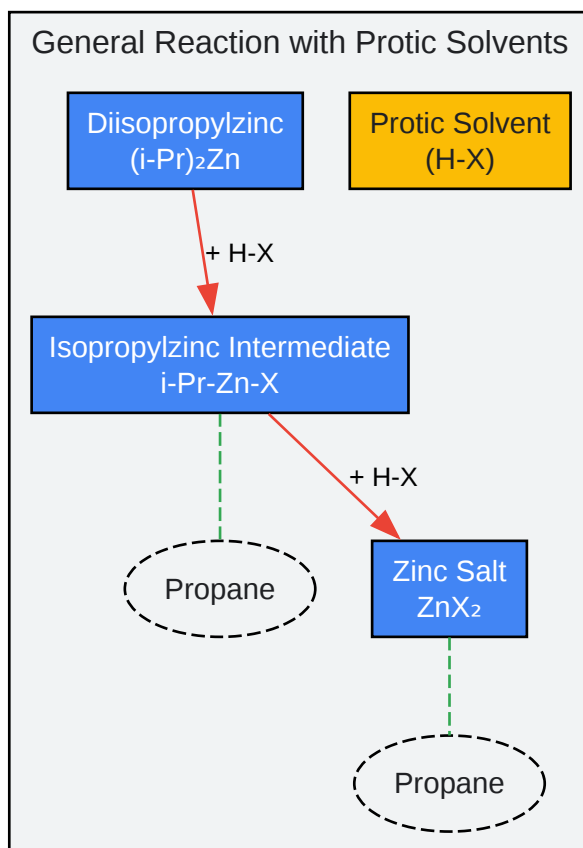 General Reaction with Protic Solvents
Diisopropylzinc
(i-Pr)₂Zn
Protic Solvent
(H-X)
+ H-X
Isopropylzinc Intermediate
i-Pr-Zn-X
+ H-X
Propane
Zinc Salt
ZnX₂
Propane